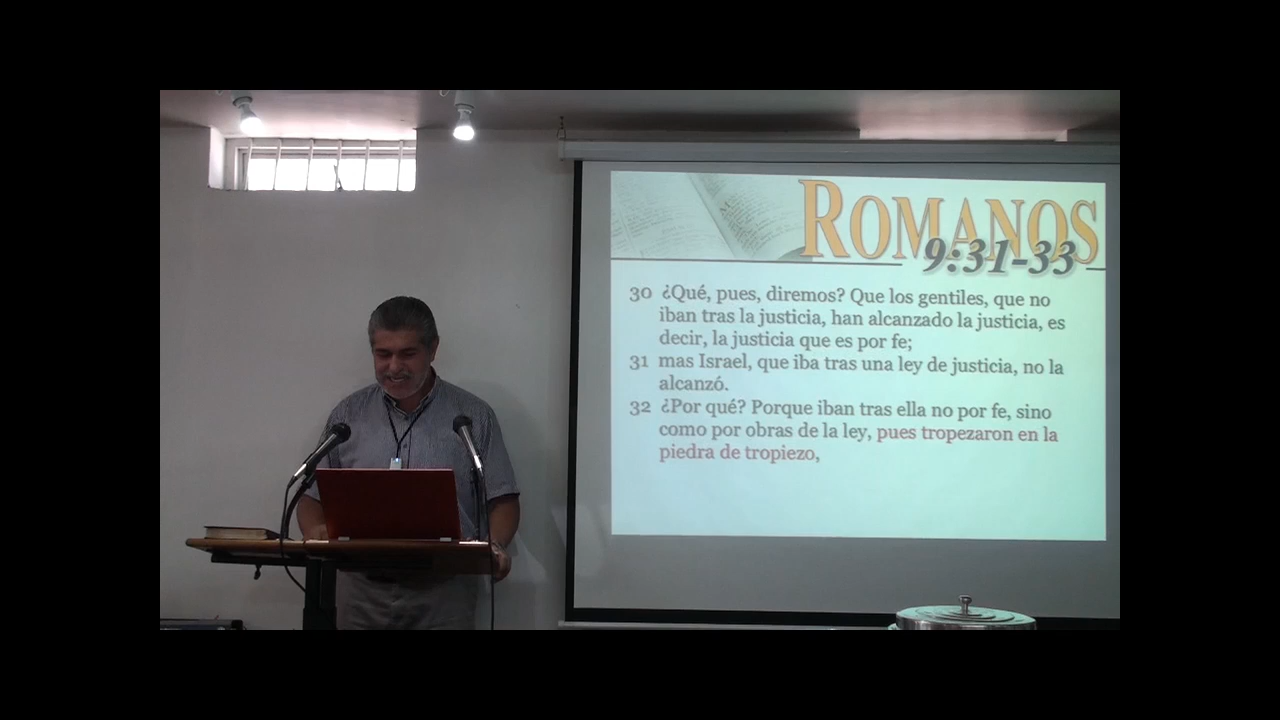 ROMANOS
9:31-33
30 ¿Qué, pues, diremos? Que los gentiles, que no
iban tras la justicia, han alcanzado la justicia, es
decir, la justicia que es por fe;
31 mas Israel, que iba tras una ley de justicia, no la
alcanzó.
32 ¿Por qué? Porque iban tras ella no por fe, sino
como por obras de la ley, pues tropezaron en la
piedra de tropiezo,